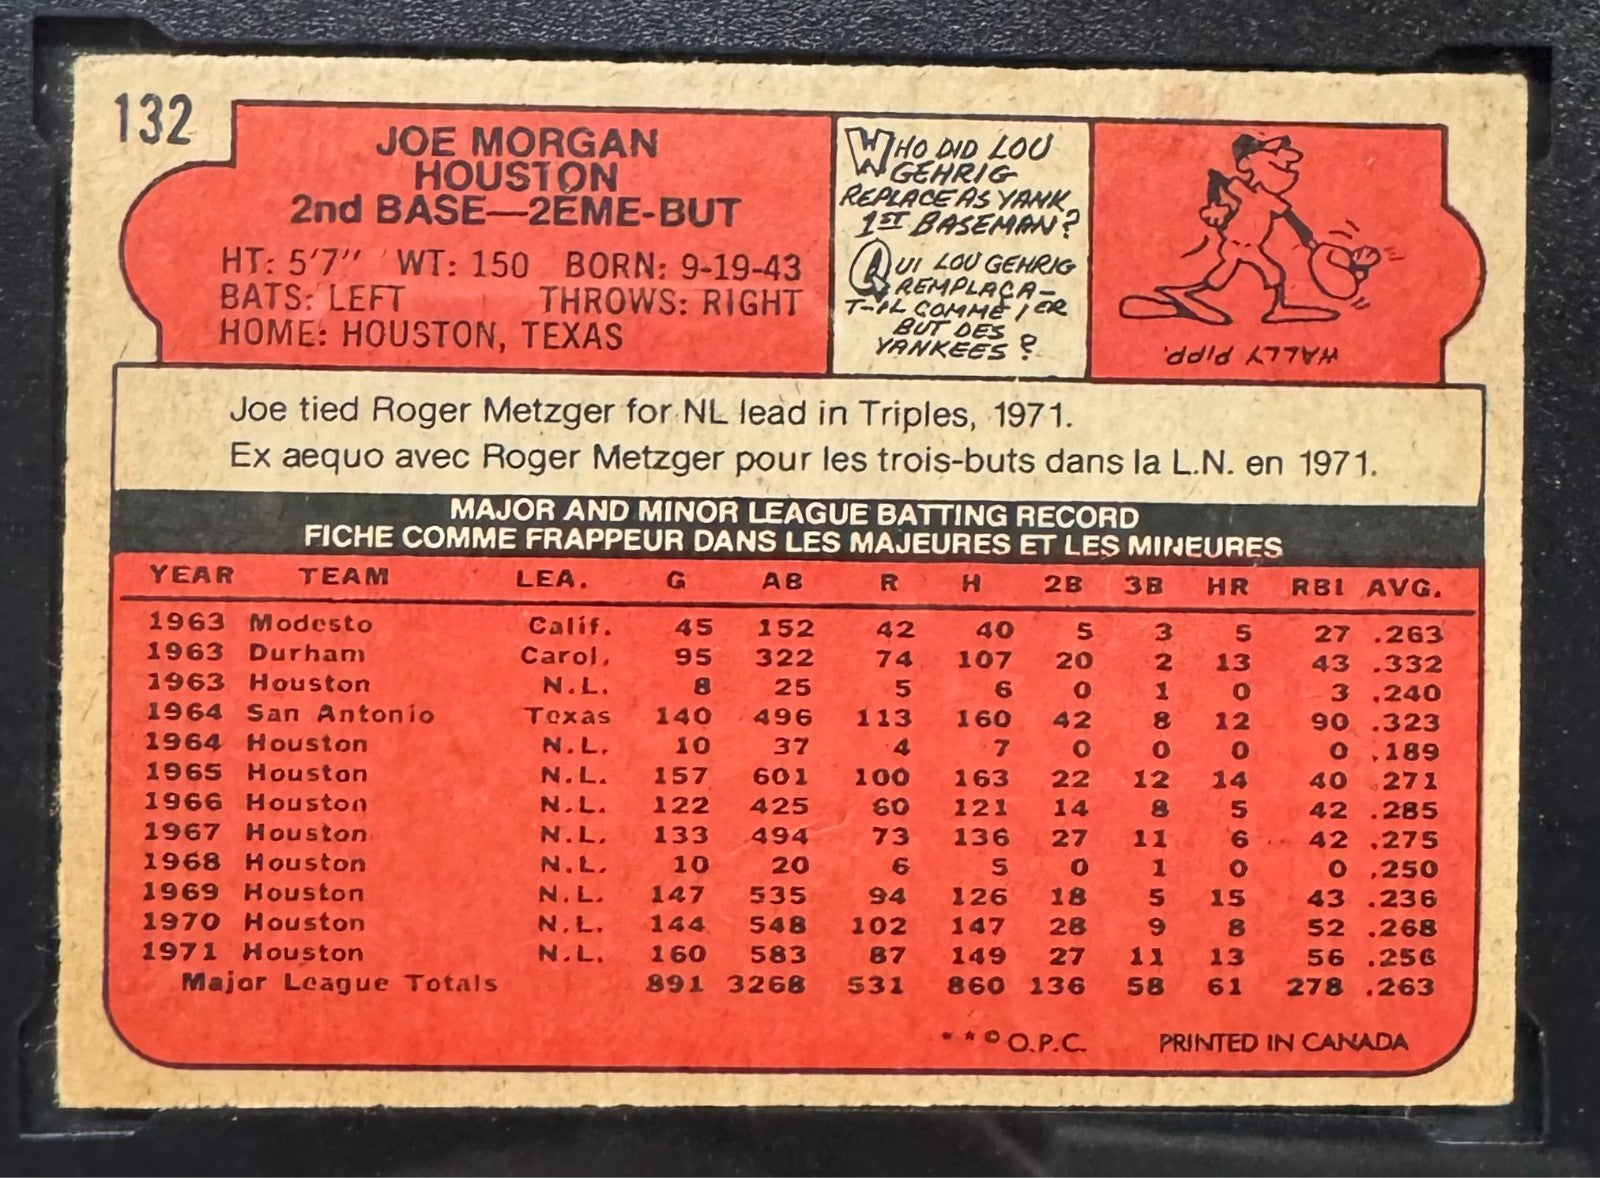 132
JOE MORGAN
HOUSTON
2nd BASE—2EME-BUT
HT: 5'7" WT: 150 BORN: 9-19-43
BATS: LEFT THROWS: RIGHT
HOME: HOUSTON, TEXAS
WHO DID LOU
GEHRIG
REPLACE AS YANK
1ST BASEMAN?
QUI LOU GEHRIG
REMPLAÇA-
T-IL COMME 1ER
BUT DES
YANKEES?
WALLY PIPP.
Joe tied Roger Metzger for NL lead in Triples, 1971.
Ex aequo avec Roger Metzger pour les trois-buts dans la L.N. en 1971.
MAJOR AND MINOR LEAGUE BATTING RECORD
FICHE COMME FRAPPEUR DANS LES MAJEURES ET LES MINEURES
YEAR TEAM LEA. G AB R H 2B 3B HR RBI AVG.
1963 Modesto Calif. 45 152 42 40 5 3 5 27 .263
1963 Durham Carol. 95 322 74 107 20 2 13 43 .332
1963 Houston N.L. 8 25 5 6 0 1 0 3 .240
1964 San Antonio Texas 140 496 113 160 42 8 12 90 .323
1964 Houston N.L. 10 37 4 7 0 0 0 0 .189
1965 Houston N.L. 157 601 100 163 22 12 14 40 .271
1966 Houston N.L. 122 425 60 121 14 8 5 42 .285
1967 Houston N.L. 133 494 73 136 27 11 6 42 .275
1968 Houston N.L. 10 20 6 5 0 1 0 0 .250
1969 Houston N.L. 147 535 94 126 18 5 15 43 .236
1970 Houston N.L. 144 548 102 147 28 9 8 52 .268
1971 Houston N.L. 160 583 87 149 27 11 13 56 .256
Major League Totals 891 3268 531 860 136 58 61 278 .263
**© O.P.C. PRINTED IN CANADA